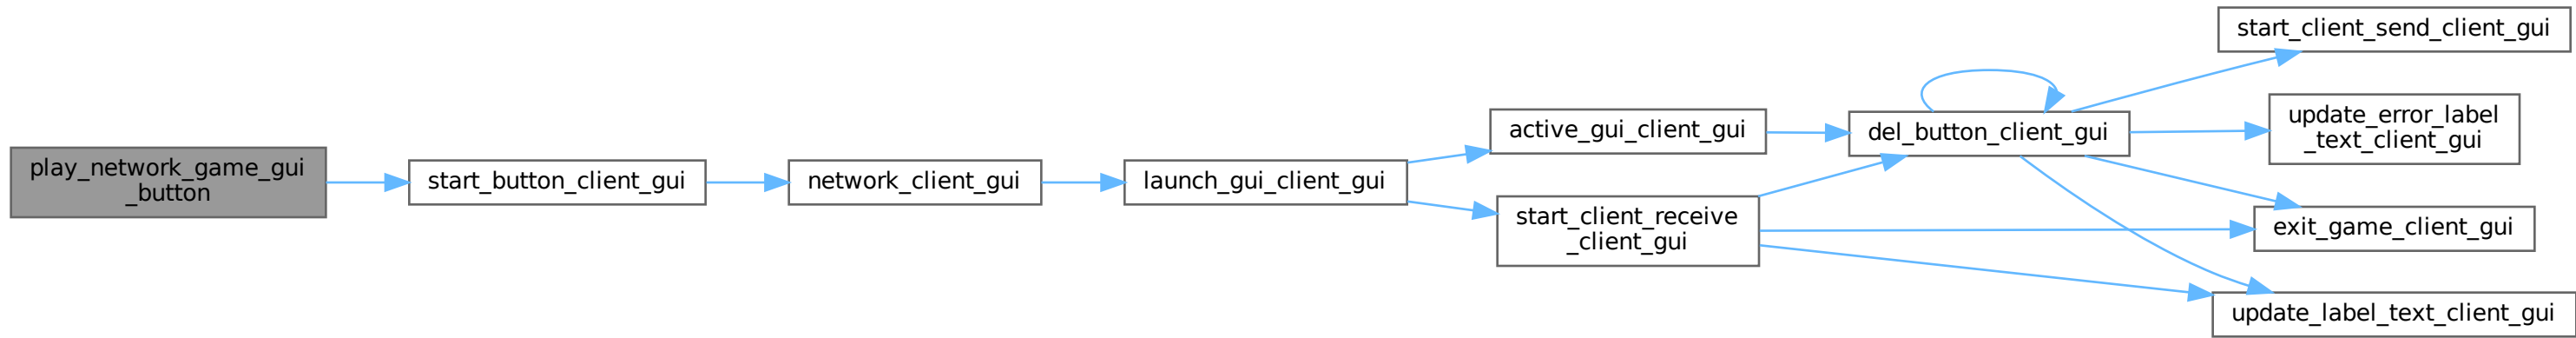 play_network_game_gui
_button
start_button_client_gui
network_client_gui
launch_gui_client_gui
active_gui_client_gui
start_client_receive
_client_gui
del_button_client_gui
start_client_send_client_gui
update_error_label
_text_client_gui
exit_game_client_gui
update_label_text_client_gui